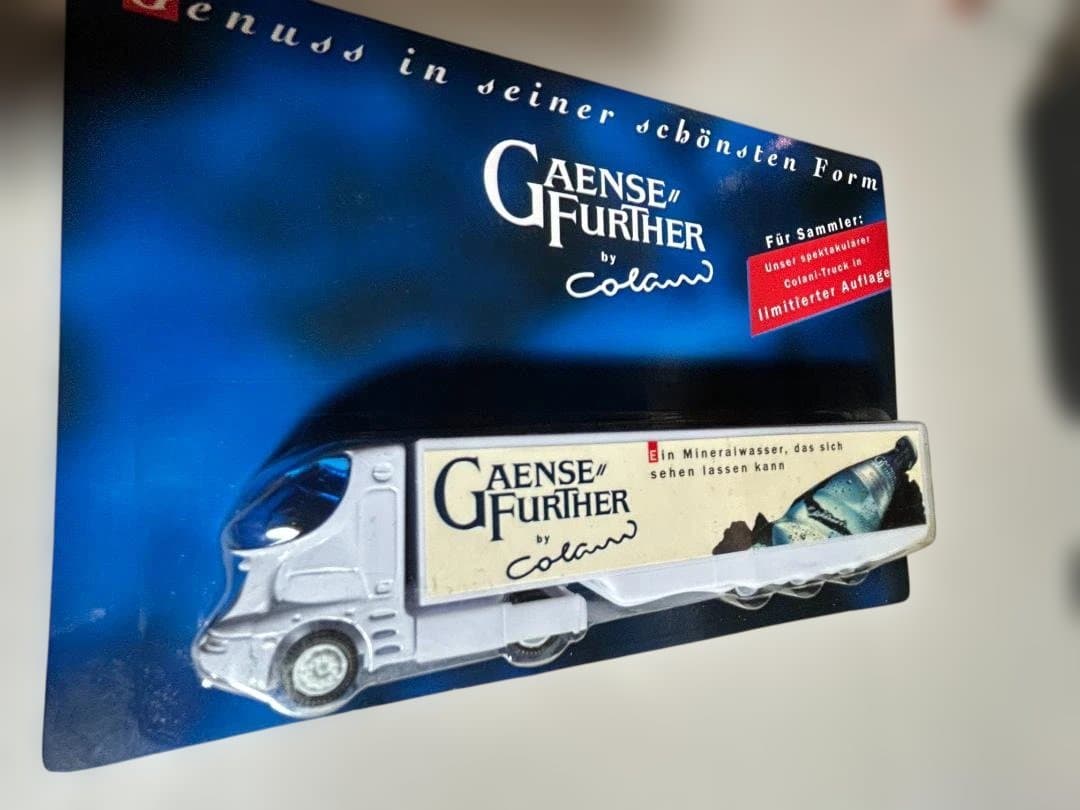 Genuss in seiner schönsten Form
GAENSE〃
FURTHER
by
Colani
Für Sammler:
Unser spektakulärer
Colani-Truck in
limitierter Auflage
GAENSE〃
FURTHER
by
Colani
Ein Mineralwasser, das sich
sehen lassen kann